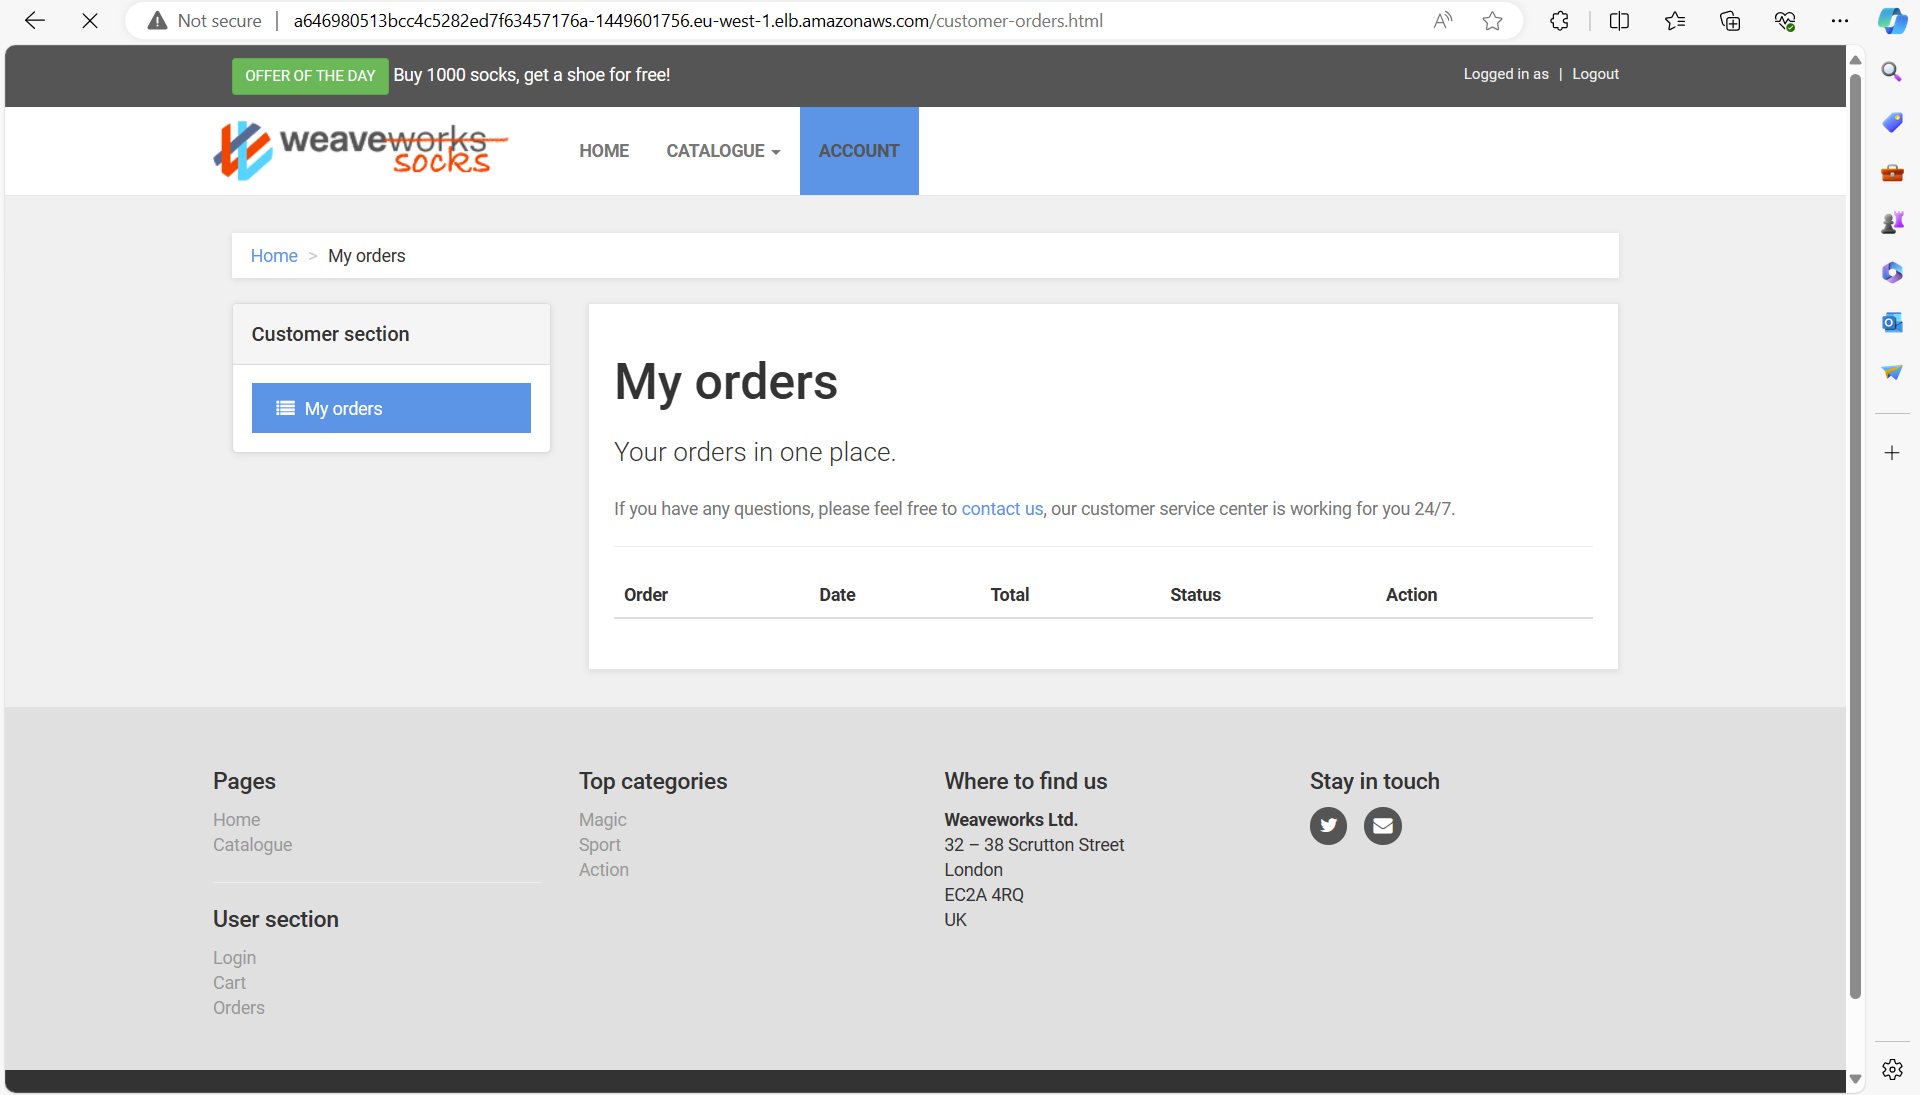 Not secure | a646980513bcc4c5282ed7f63457176a-1449601756.eu-west-1.elb.amazonaws.com/customer-orders.html
OFFER OF THE DAY Buy 1000 socks, get a shoe for free!
Logged in as | Logout
weaveworks
socks
HOME CATALOGUE ACCOUNT
Home > My orders
Customer section
My orders
My orders
Your orders in one place.
If you have any questions, please feel free to contact us, our customer service center is working for you 24/7.
Order Date Total Status Action
Pages
Home
Catalogue
User section
Login
Cart
Orders
Top categories
Magic
Sport
Action
Where to find us
Weaveworks Ltd.
32 – 38 Scrutton Street
London
EC2A 4RQ
UK
Stay in touch